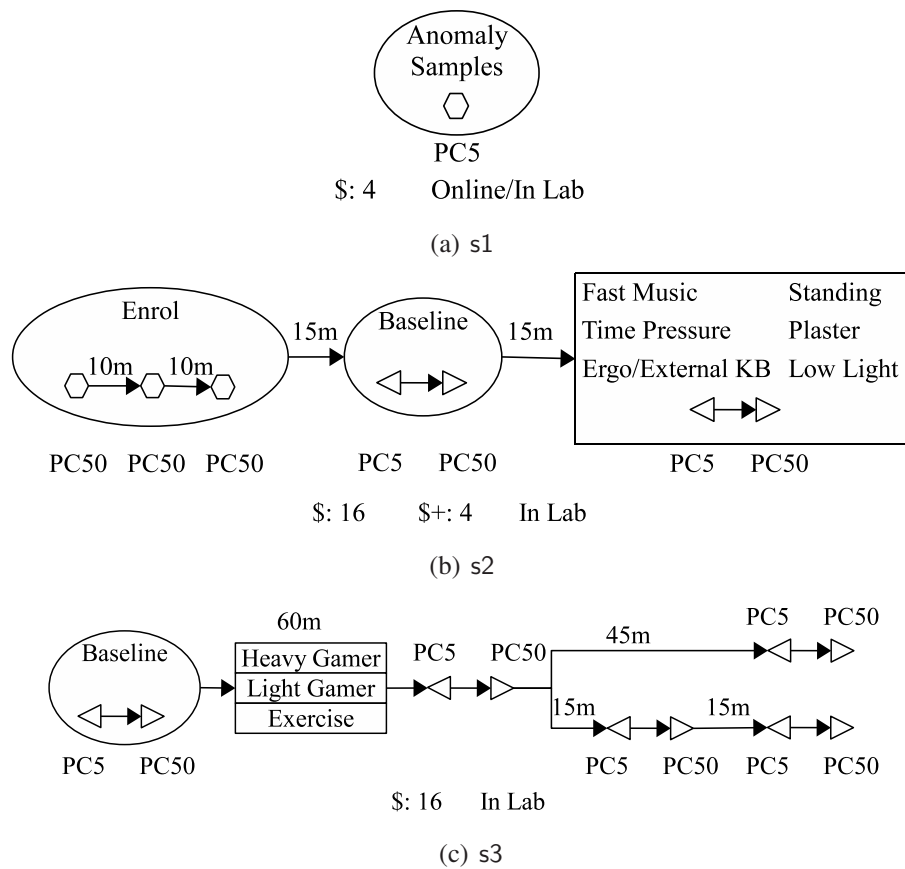 Anomaly
Samples
PC5
$: 4 Online/In Lab
(a) s1
Enrol
10m 10m
15m
Baseline
15m
Fast Music Standing
Time Pressure Plaster
Ergo/External KB Low Light
PC50 PC50 PC50
PC5 PC50
PC5 PC50
$: 16 $+: 4 In Lab
(b) s2
Baseline
PC5 PC50
60m
Heavy Gamer
Light Gamer
Exercise
PC5 PC50
45m
PC5 PC50
15m
15m
PC5 PC50 PC5 PC50
$: 16 In Lab
(c) s3